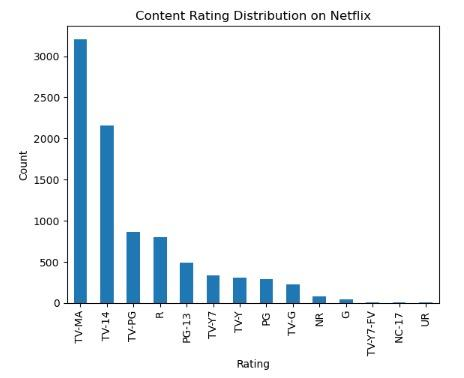 Content Rating Distribution on Netflix
3000
2500
2000
1500
1000
500
0
Count
TV-MA
TV-14
TV-PG
R
PG-13
TV-Y7
TV-Y
PG
TV-G
NR
G
TV-Y7-FV
NC-17
UR
Rating